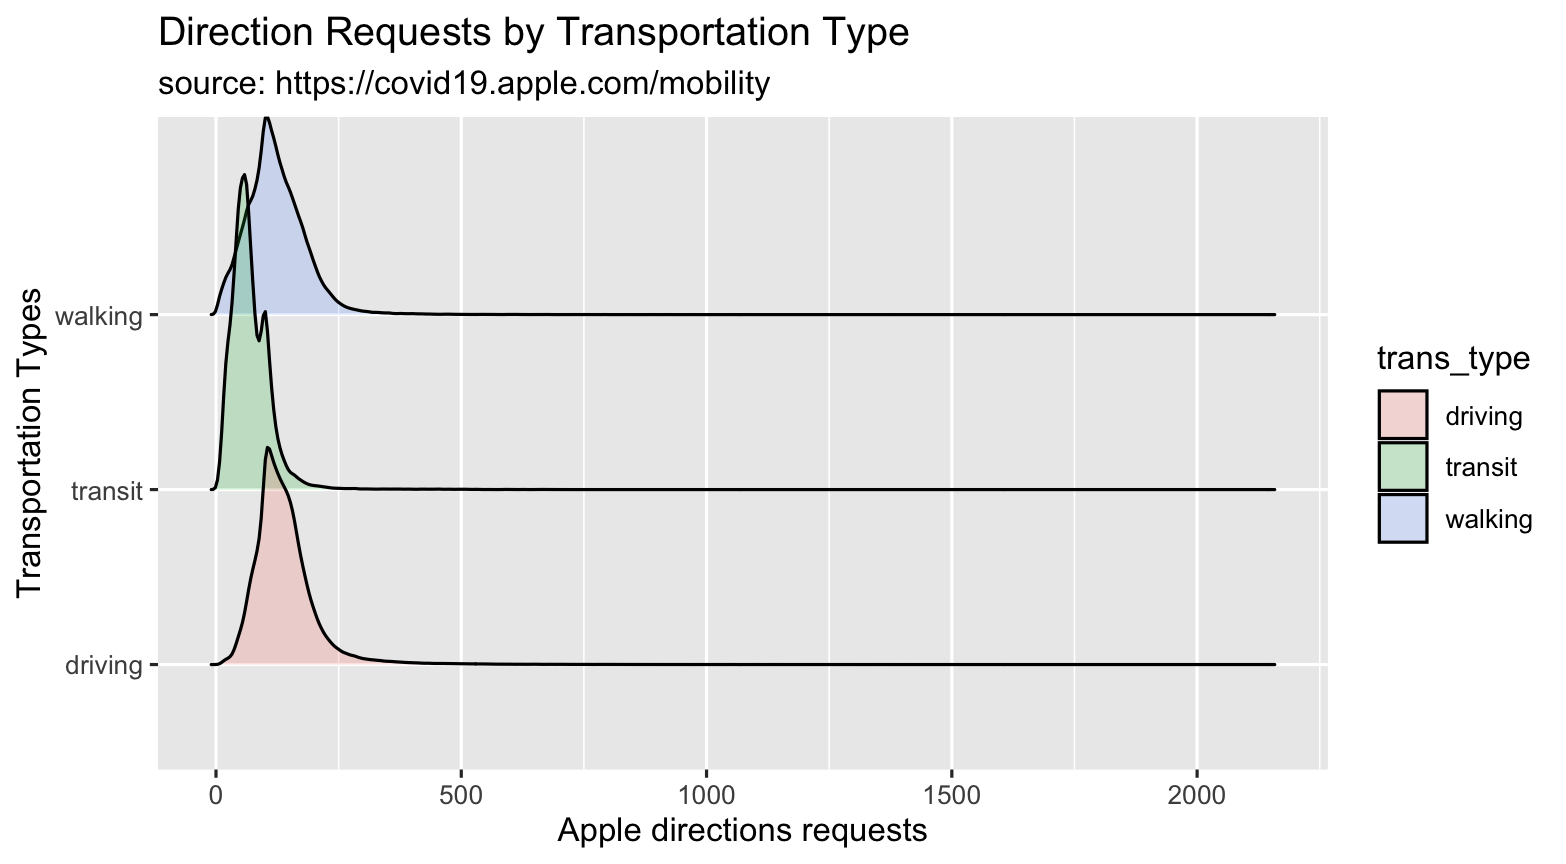 Direction Requests by Transportation Type
source: https://covid19.apple.com/mobility
Transportation Types
walking
transit
driving
0 500 1000 1500 2000
Apple directions requests
trans_type
driving
transit
walking